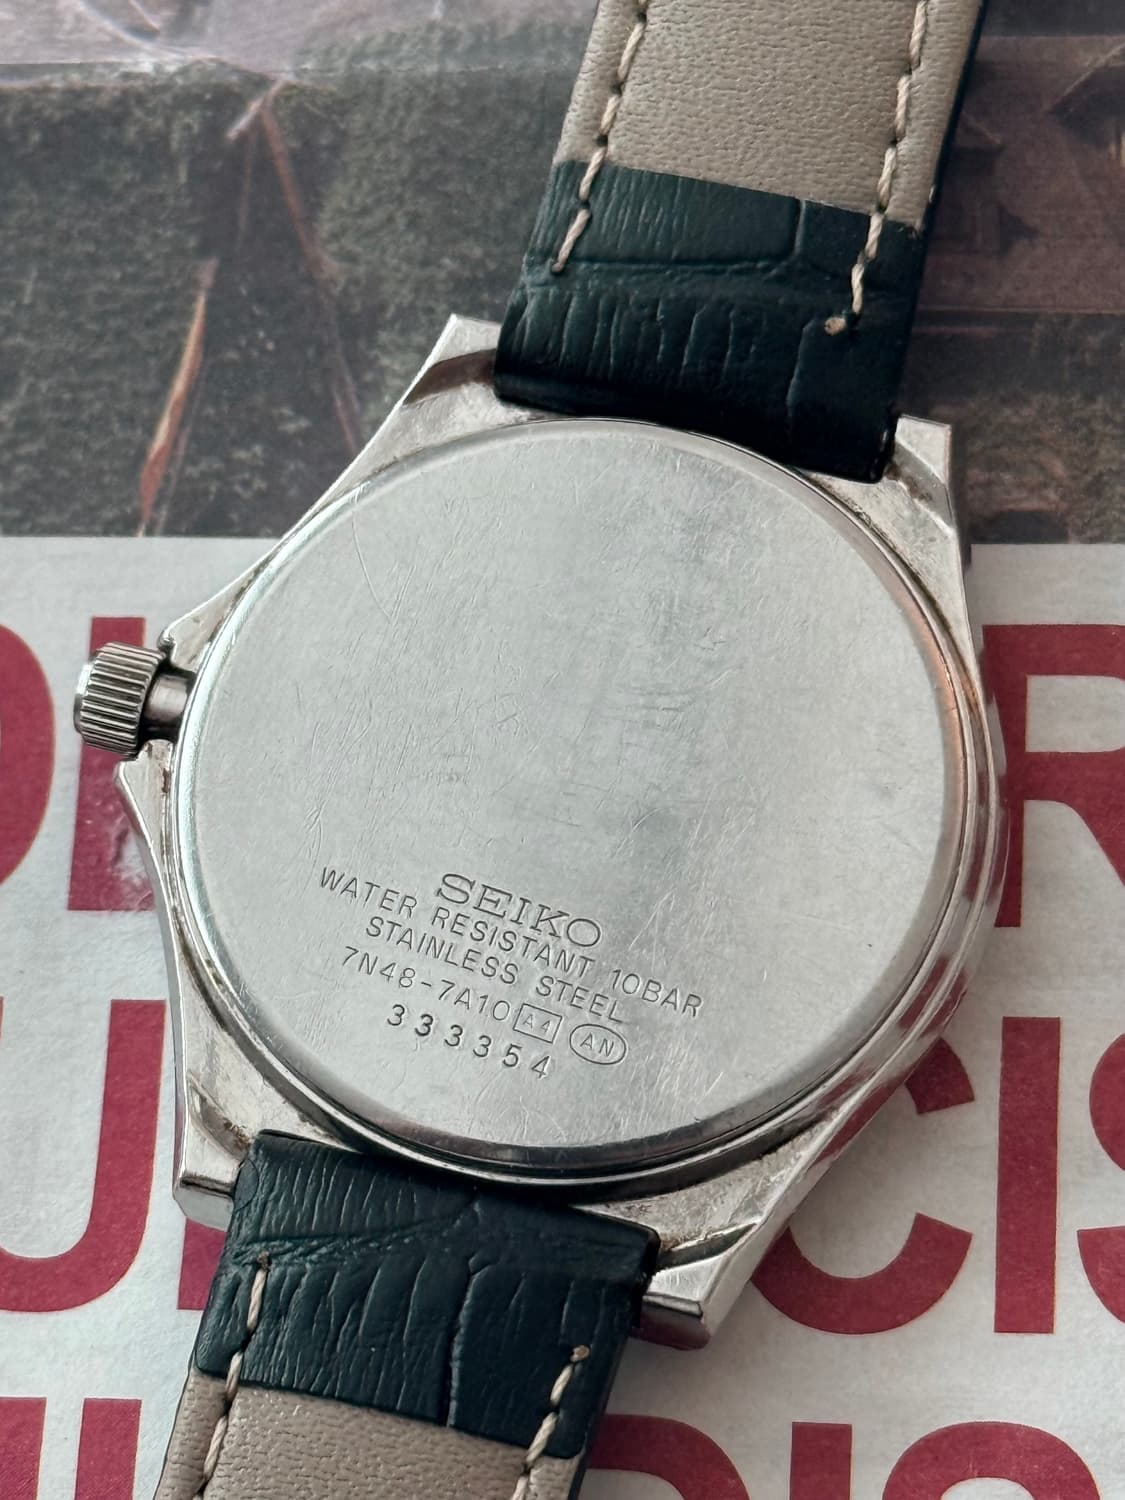 SEIKO
WATER RESISTANT 10BAR
STAINLESS STEEL
7N48-7A10 A4 AN
333354